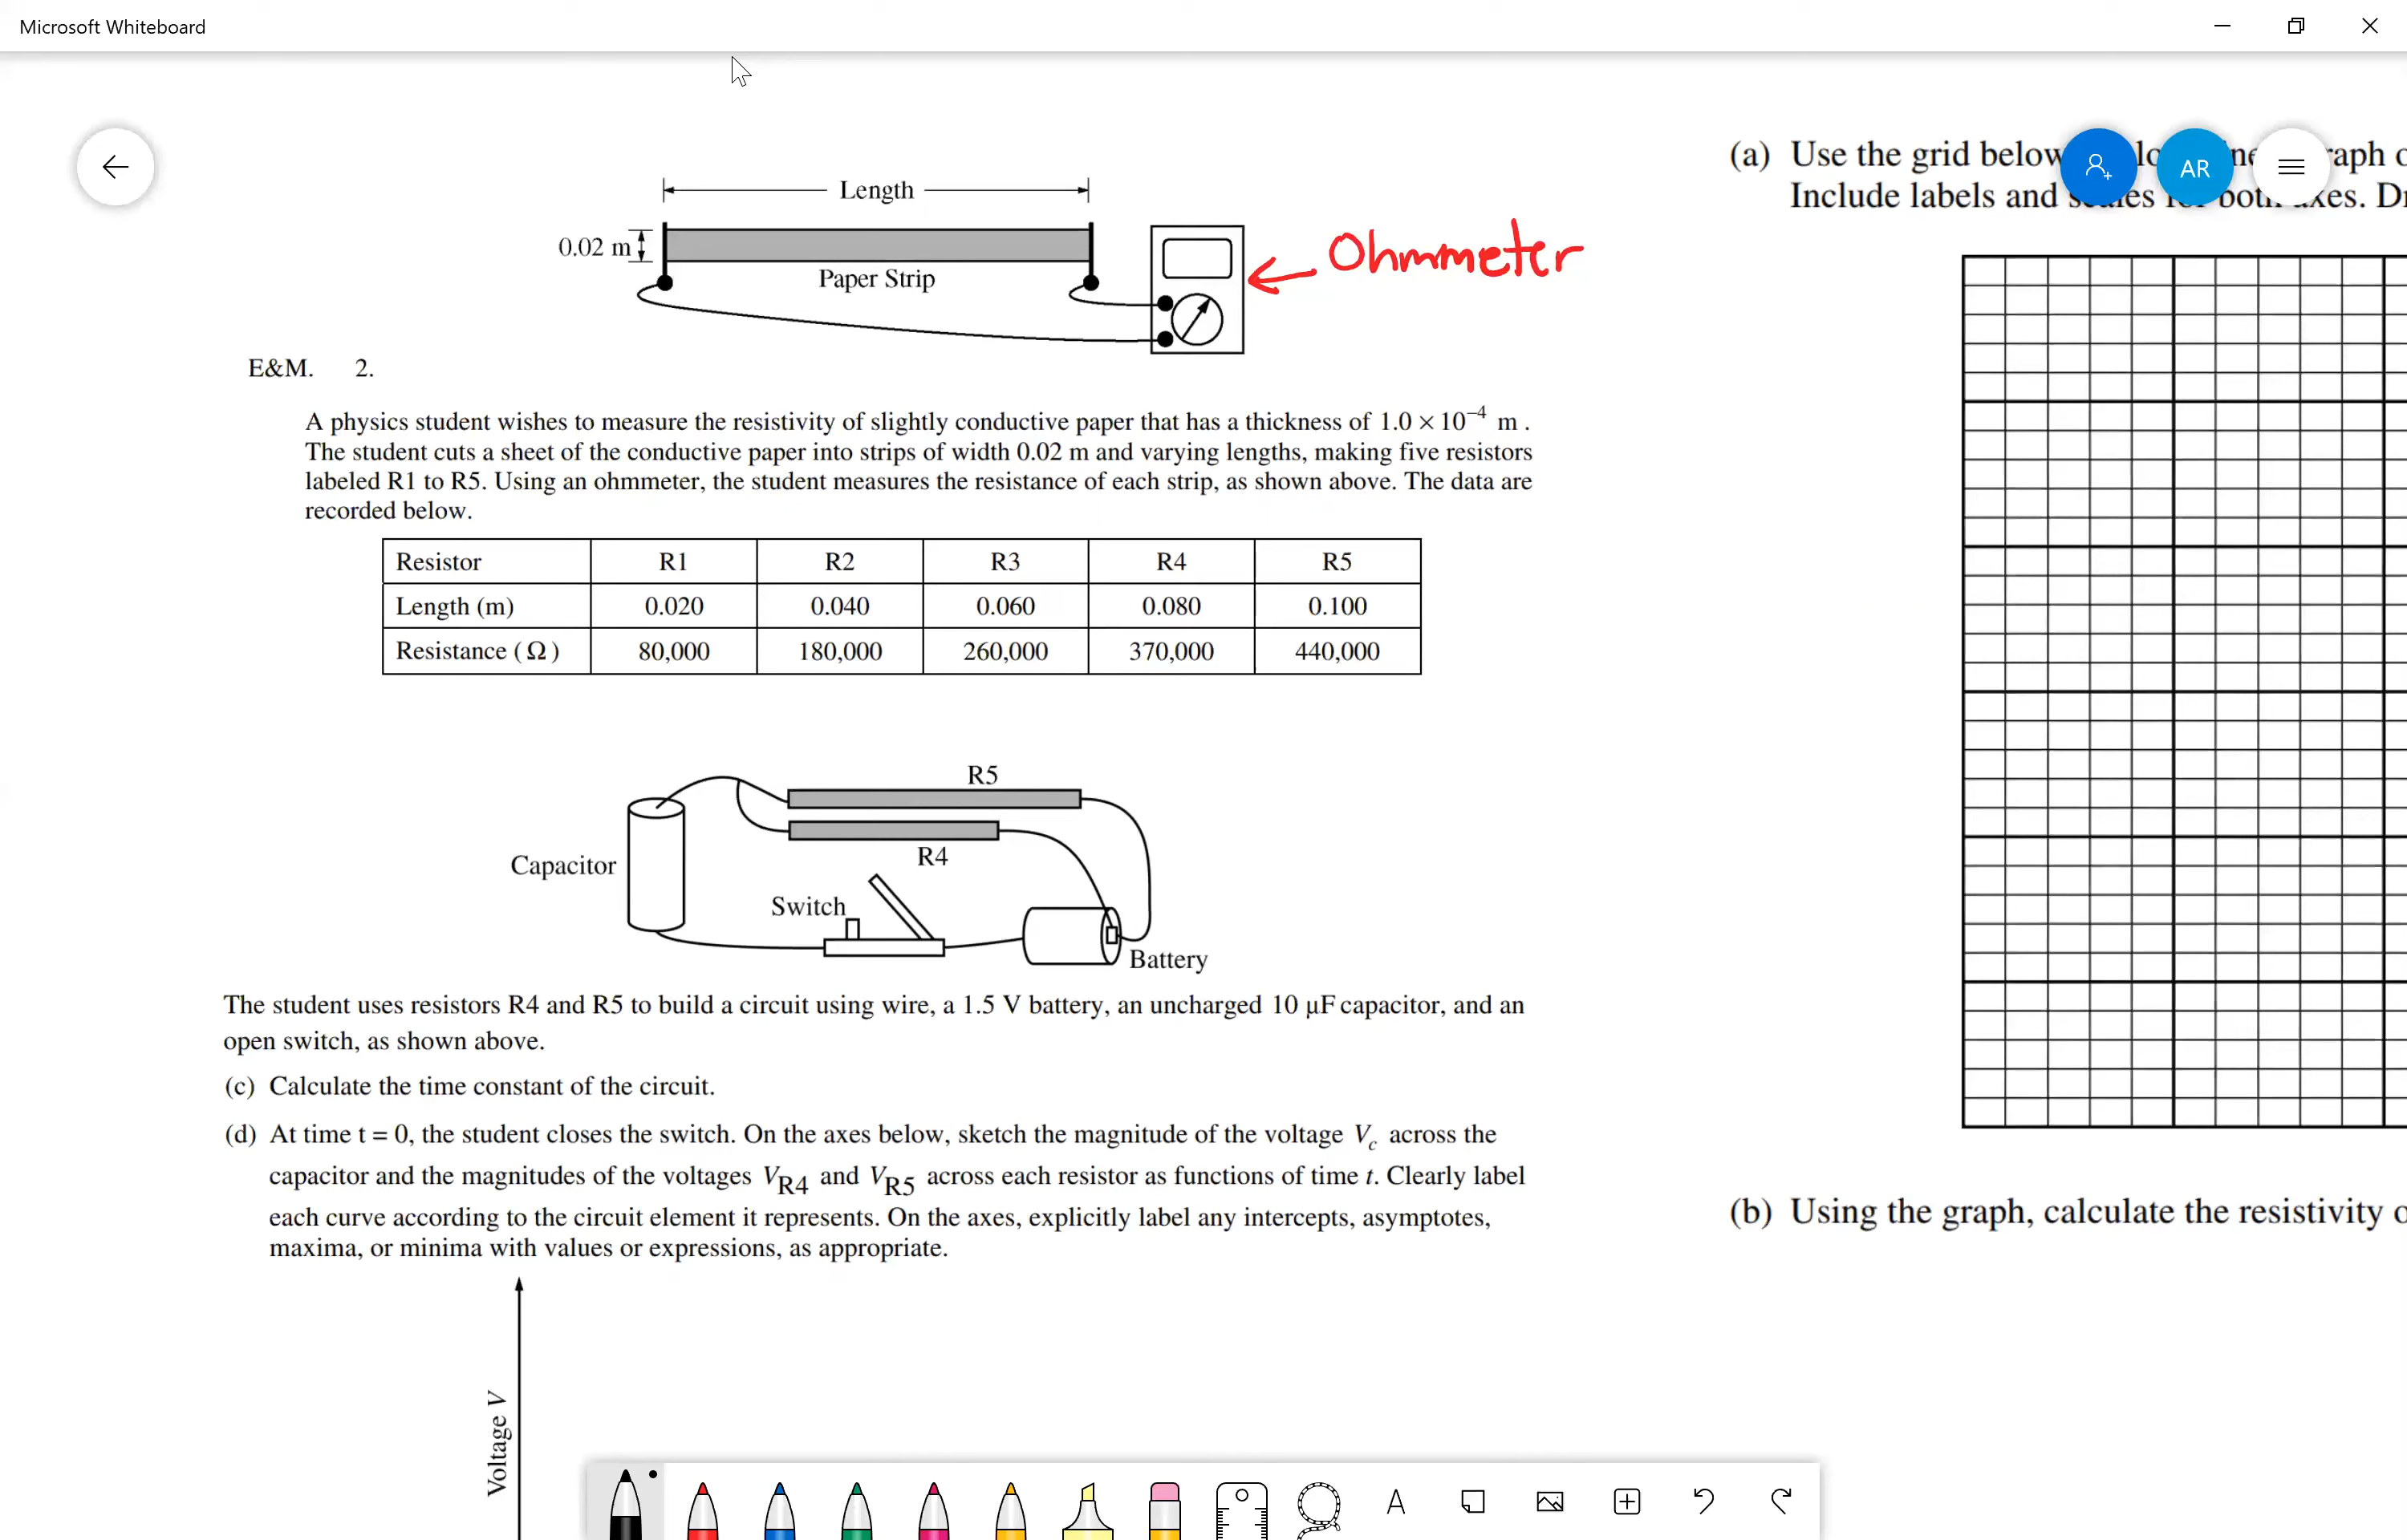 Microsoft Whiteboard
Length
0.02 m
Paper Strip
Ohmmeter
E&M. 2.
A physics student wishes to measure the resistivity of slightly conductive paper that has a thickness of 1.0 × 10⁻⁴ m .
The student cuts a sheet of the conductive paper into strips of width 0.02 m and varying lengths, making five resistors
labeled R1 to R5. Using an ohmmeter, the student measures the resistance of each strip, as shown above. The data are
recorded below.
Resistor R1 R2 R3 R4 R5
Length (m) 0.020 0.040 0.060 0.080 0.100
Resistance ( Ω ) 80,000 180,000 260,000 370,000 440,000
R5
R4
Capacitor
Switch
Battery
The student uses resistors R4 and R5 to build a circuit using wire, a 1.5 V battery, an uncharged 10 μF capacitor, and an
open switch, as shown above.
(c) Calculate the time constant of the circuit.
(d) At time t = 0, the student closes the switch. On the axes below, sketch the magnitude of the voltage V_c across the
capacitor and the magnitudes of the voltages V_R4 and V_R5 across each resistor as functions of time t. Clearly label
each curve according to the circuit element it represents. On the axes, explicitly label any intercepts, asymptotes,
maxima, or minima with values or expressions, as appropriate.
Voltage V
A
(a) Use the grid below
AR
Include labels and axes. 
(b) Using the graph, calculate the resistivity